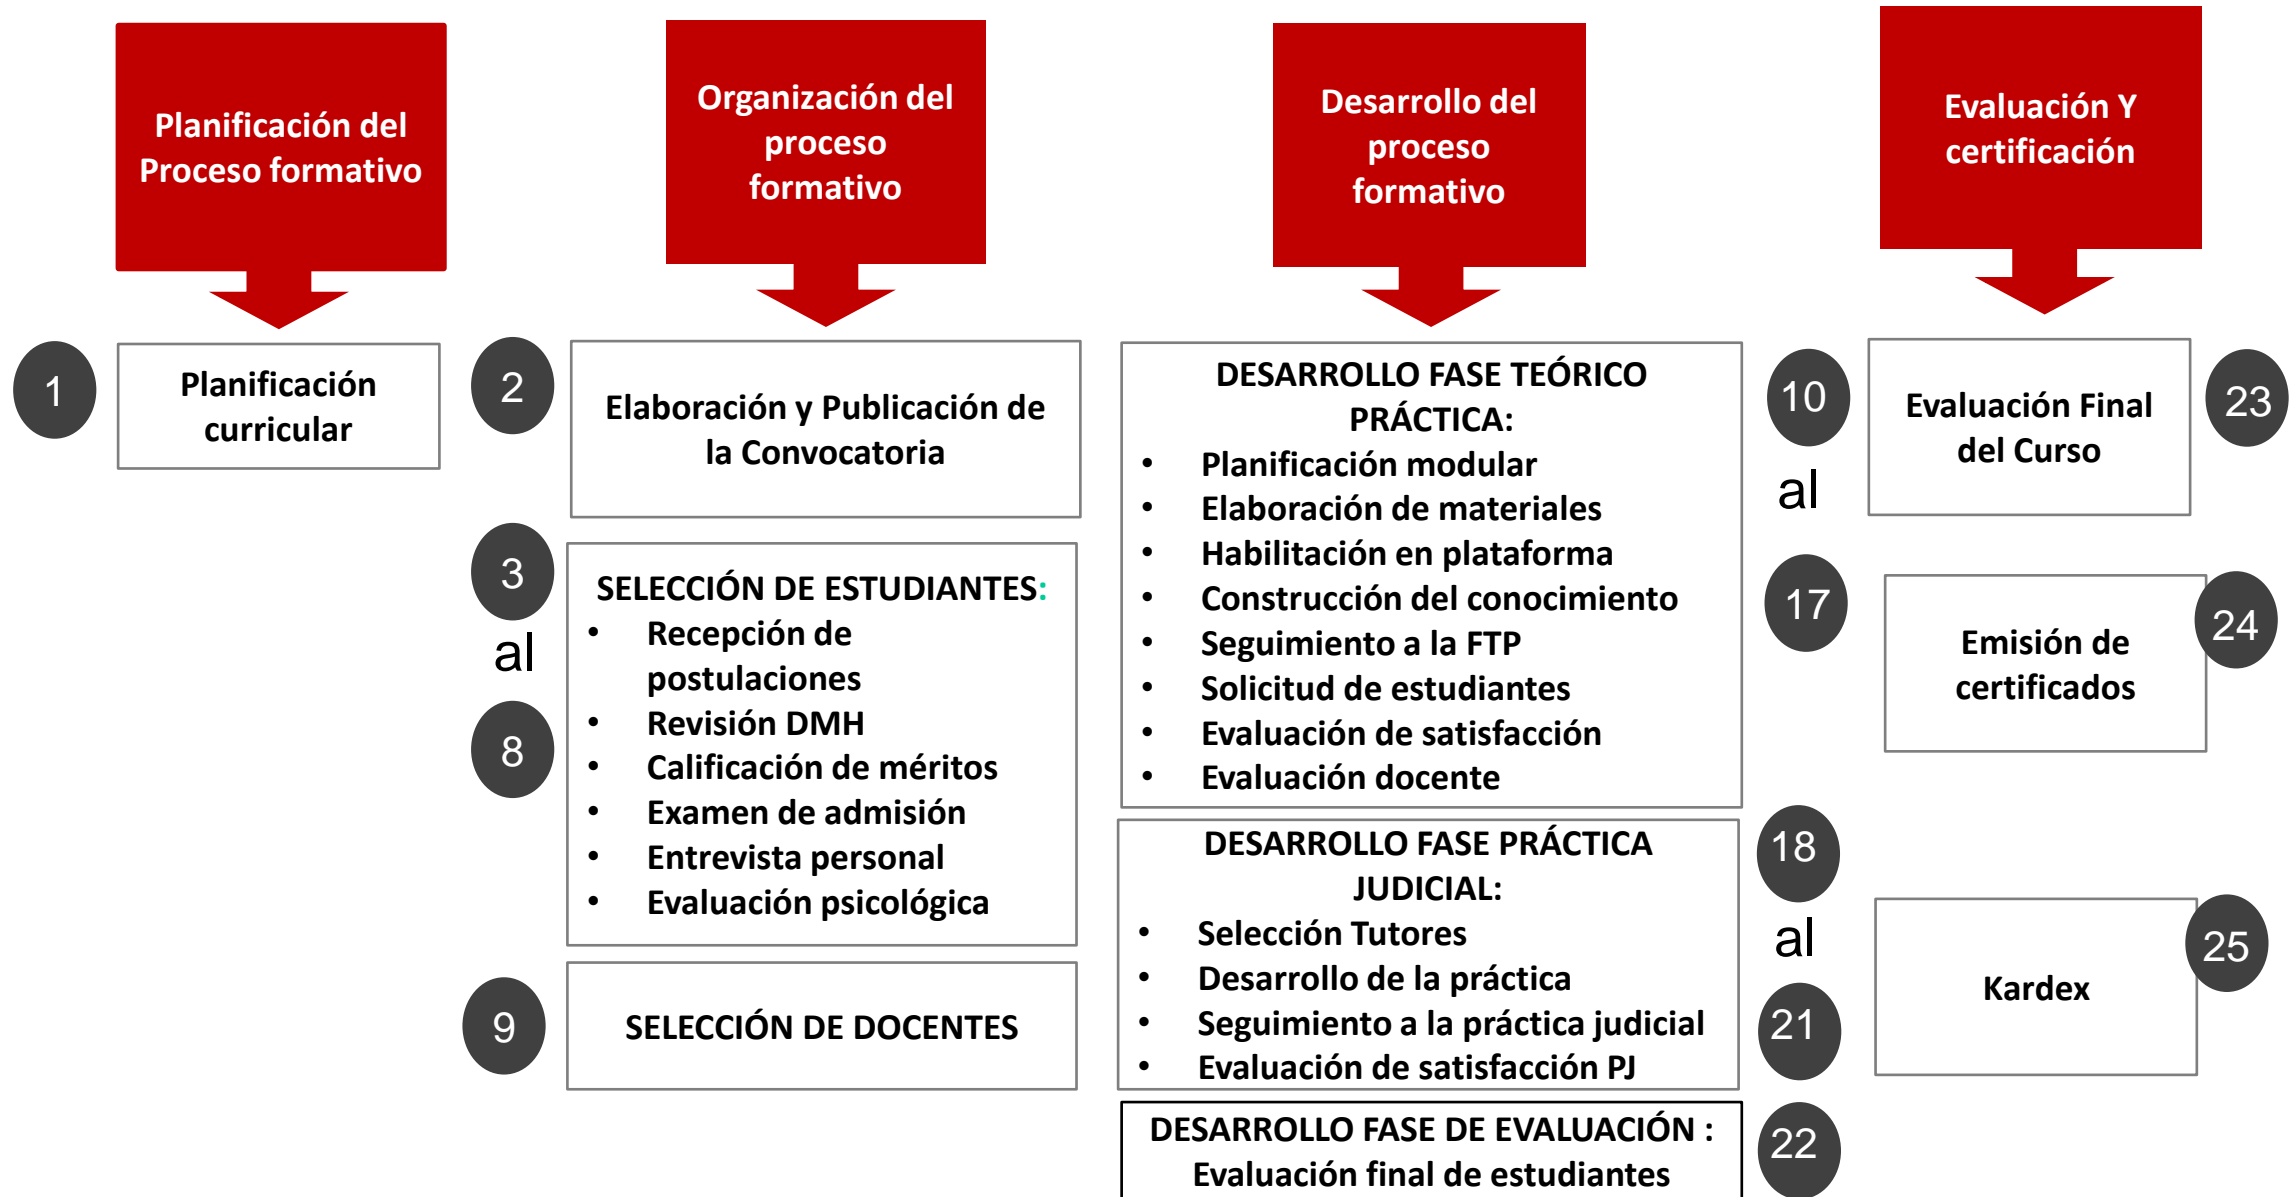 Planificación del
Proceso formativo
1
Planificación
curricular
Organización del
proceso
formativo
2
Elaboración y Publicación de
la Convocatoria
3
al
8
SELECCIÓN DE ESTUDIANTES:
• Recepción de
postulaciones
• Revisión DMH
• Calificación de méritos
• Examen de admisión
• Entrevista personal
• Evaluación psicológica
9
SELECCIÓN DE DOCENTES
Desarrollo del
proceso
formativo
DESARROLLO FASE TEÓRICO
PRÁCTICA:
• Planificación modular
• Elaboración de materiales
• Habilitación en plataforma
• Construcción del conocimiento
• Seguimiento a la FTP
• Solicitud de estudiantes
• Evaluación de satisfacción
• Evaluación docente
10
al
17
DESARROLLO FASE PRÁCTICA
JUDICIAL:
• Selección Tutores
• Desarrollo de la práctica
• Seguimiento a la práctica judicial
• Evaluación de satisfacción PJ
18
al
21
DESARROLLO FASE DE EVALUACIÓN :
Evaluación final de estudiantes
22
Evaluación Y
certificación
Evaluación Final
del Curso
23
Emisión de
certificados
24
Kardex
25